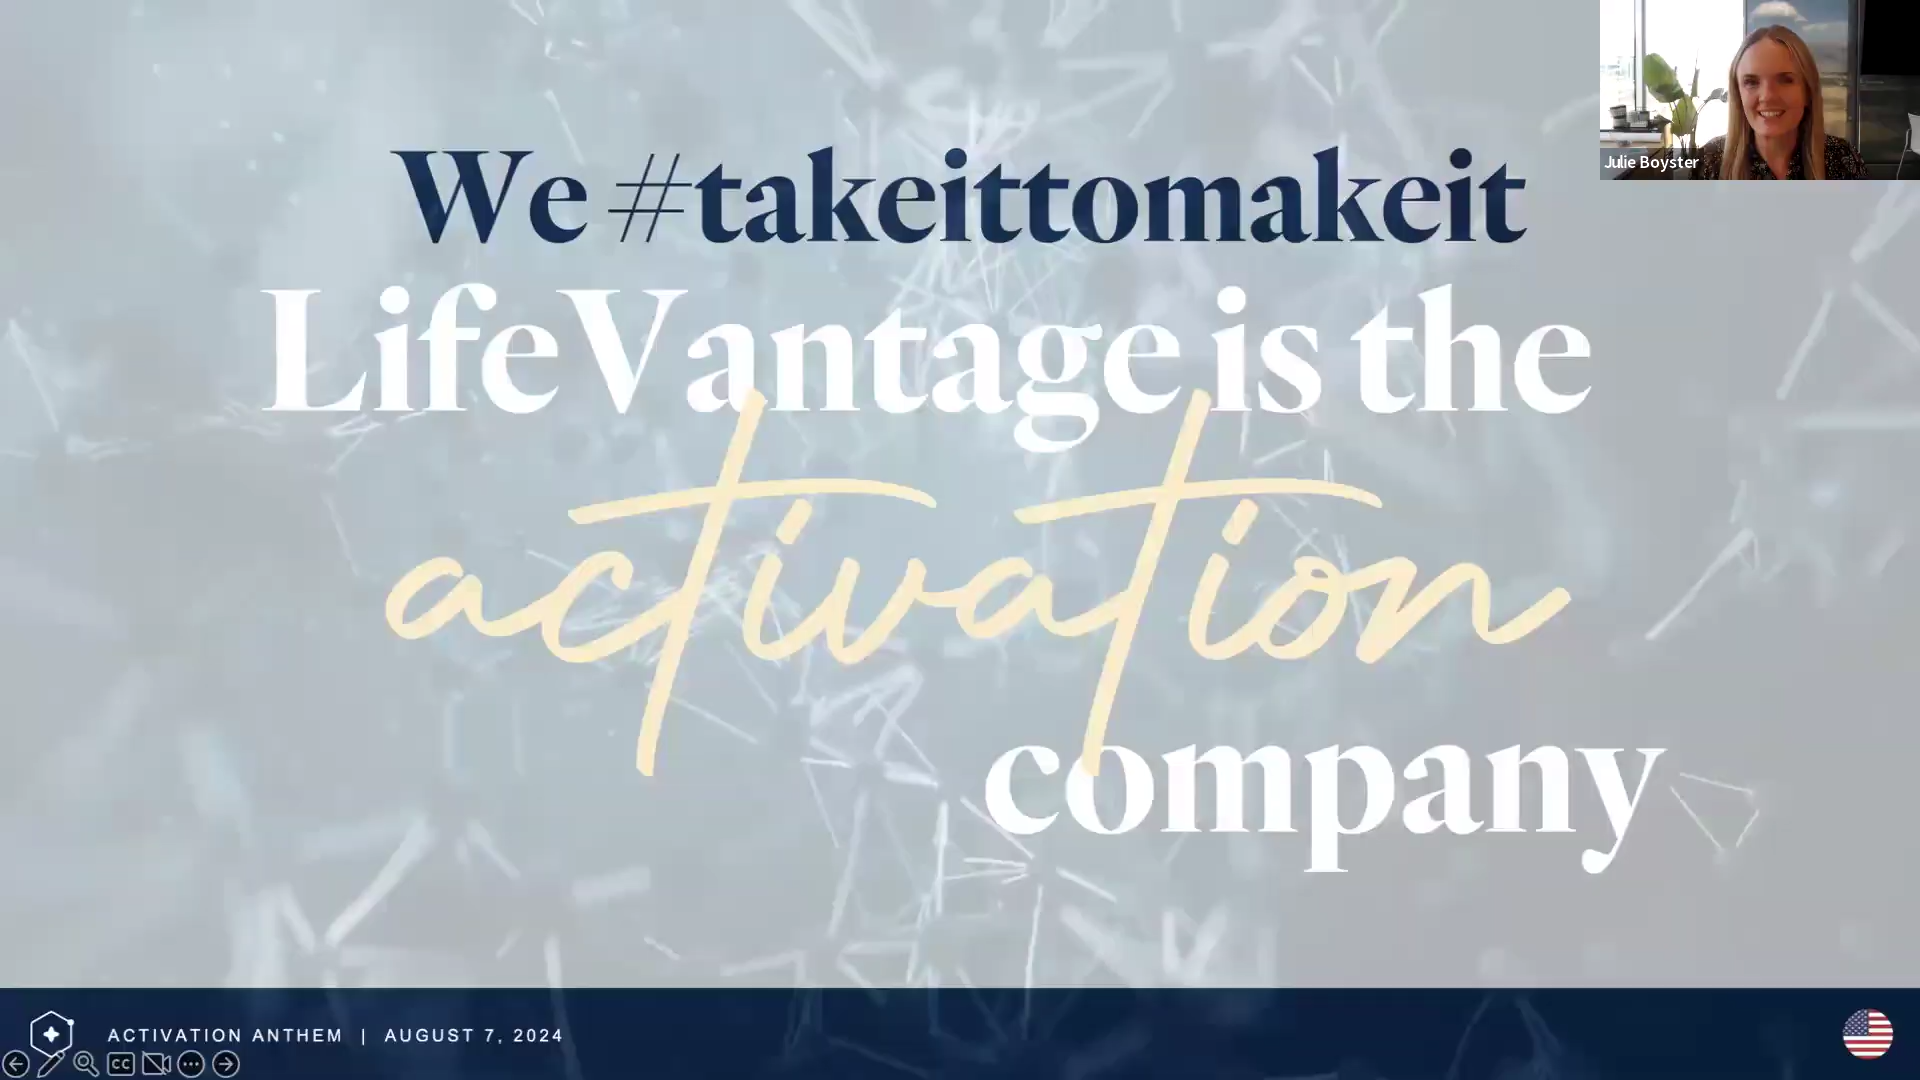 We #takeittomakeit
LifeVantage is the
activation
company
Julie Boyster
ACTIVATION ANTHEM | AUGUST 7, 2024
CC